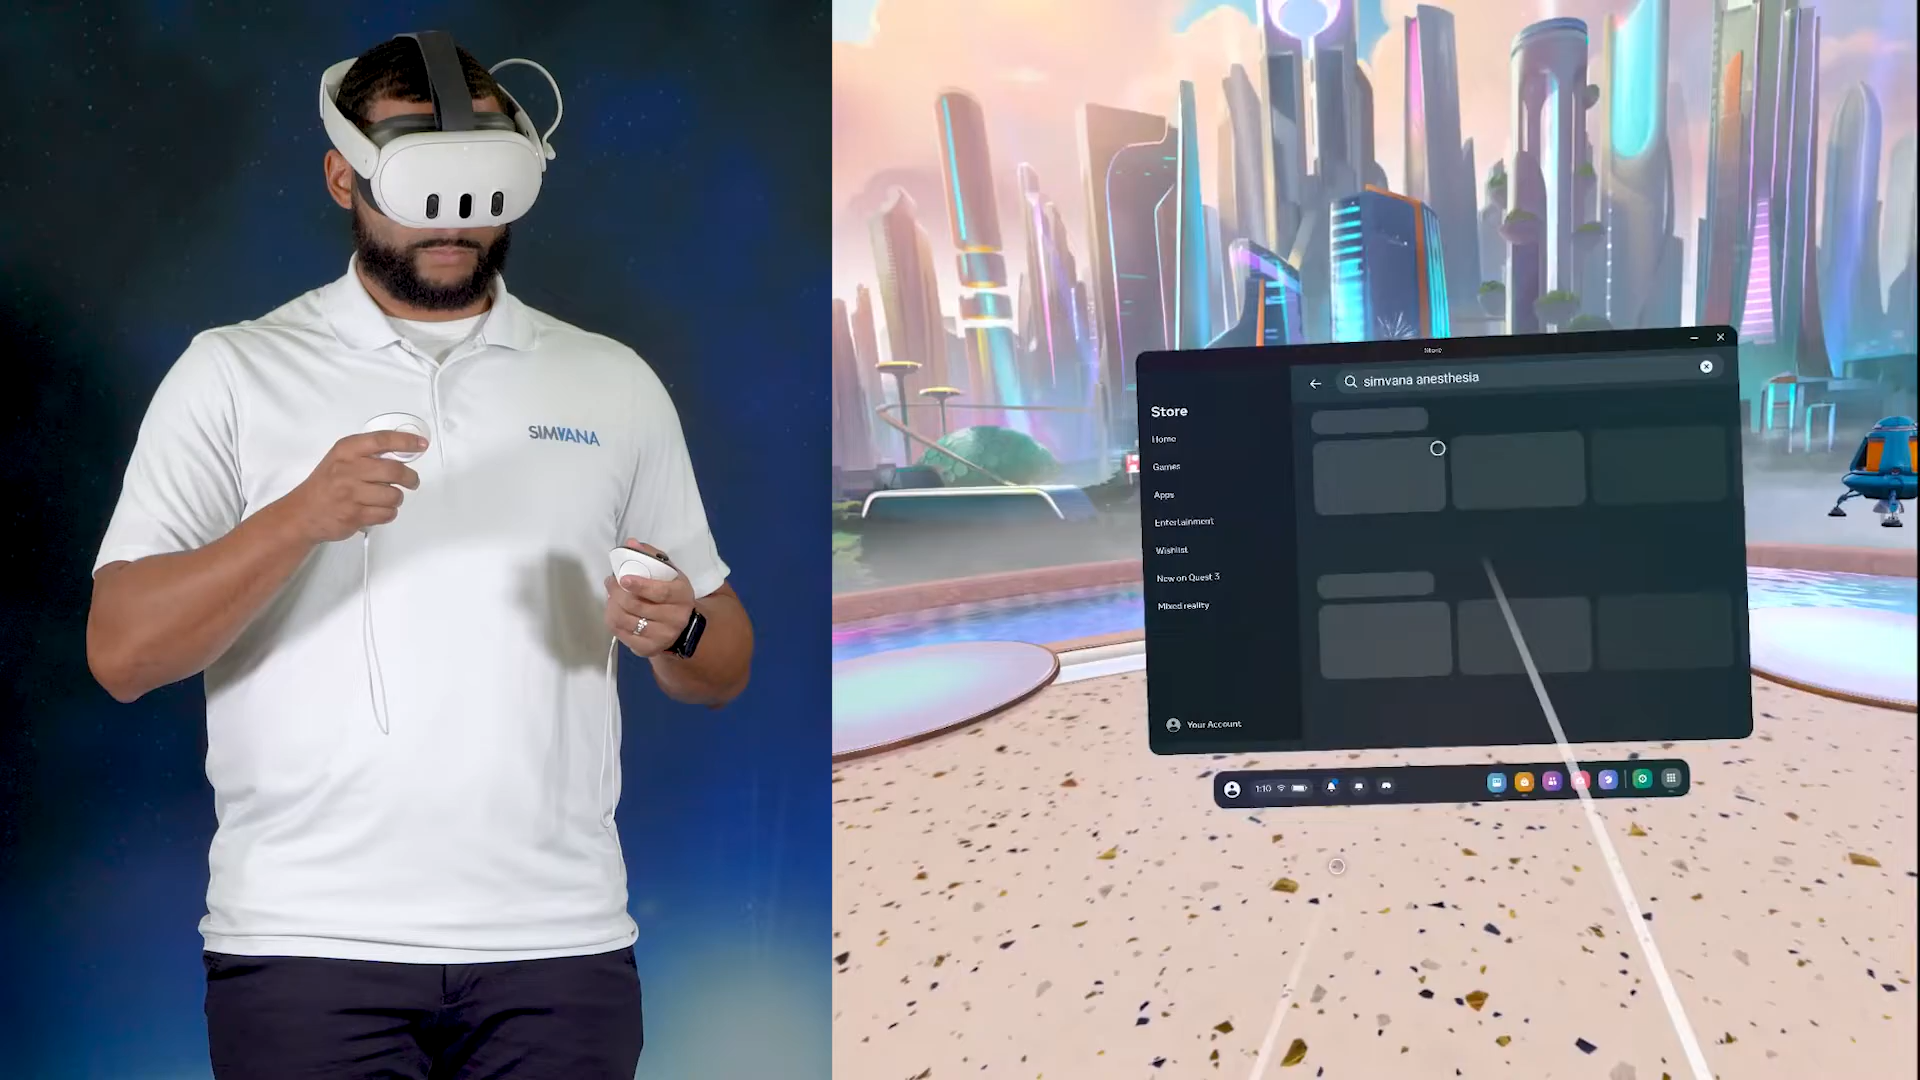 SIMVANA
Store
simvana anesthesia
Store
Home
Games
Apps
Entertainment
Wishlist
New on Quest 3
Mixed reality
Your Account
1:10